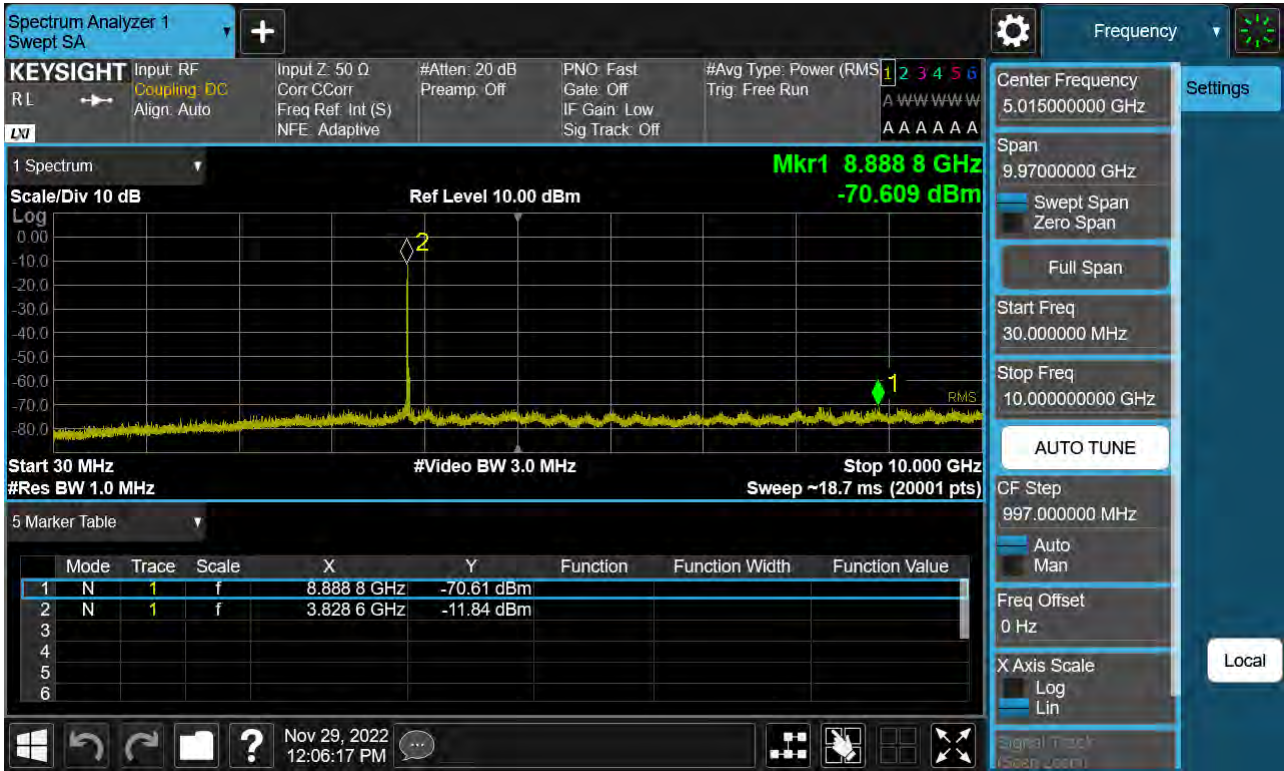 Spectrum Analyzer 1
Swept SA
+
Frequency
KEYSIGHT
RL
LXI
Input: RF
Coupling: DC
Align: Auto
Input Z: 50 Ω
Corr CCorr
Freq Ref: Int (S)
NFE: Adaptive
#Atten: 20 dB
Preamp: Off
PNO: Fast
Gate: Off
IF Gain: Low
Sig Track: Off
#Avg Type: Power (RMS
Trig: Free Run
1 2 3 4 5 6
A W W W W W
A A A A A A
1 Spectrum
Mkr1 8.888 8 GHz
Scale/Div 10 dB
Ref Level 10.00 dBm
-70.609 dBm
Log
0.00
2
-10.0
-20.0
-30.0
-40.0
-50.0
-60.0
1
-70.0
RMS
-80.0
Start 30 MHz
#Video BW 3.0 MHz
Stop 10.000 GHz
#Res BW 1.0 MHz
Sweep ~18.7 ms (20001 pts)
5 Marker Table
Mode Trace Scale X Y Function Function Width Function Value
1 N 1 f 8.888 8 GHz -70.61 dBm
2 N 1 f 3.828 6 GHz -11.84 dBm
3
4
5
6
?
Nov 29, 2022
12:06:17 PM
Center Frequency
5.015000000 GHz
Span
9.97000000 GHz
Swept Span
Zero Span
Full Span
Start Freq
30.000000 MHz
Stop Freq
10.000000000 GHz
AUTO TUNE
CF Step
997.000000 MHz
Auto
Man
Freq Offset
0 Hz
X Axis Scale
Log
Lin
Signal Track
(Span Zoom)
Settings
Local